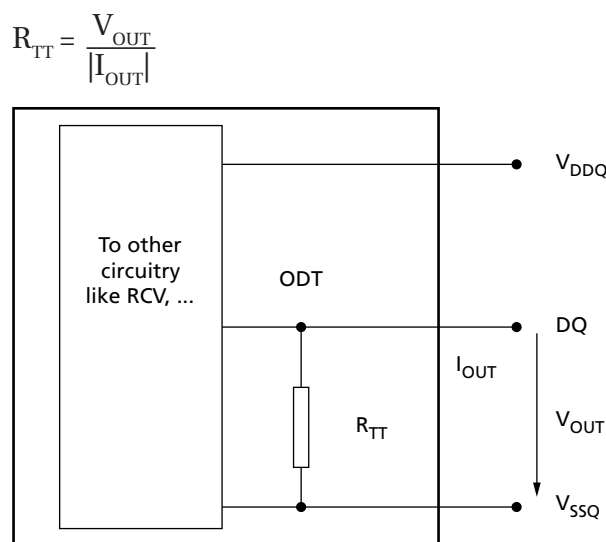 R_TT = V_OUT / |I_OUT|
V_DDQ
To other
circuitry
like RCV, ...
ODT
DQ
I_OUT
R_TT
V_OUT
V_SSQ